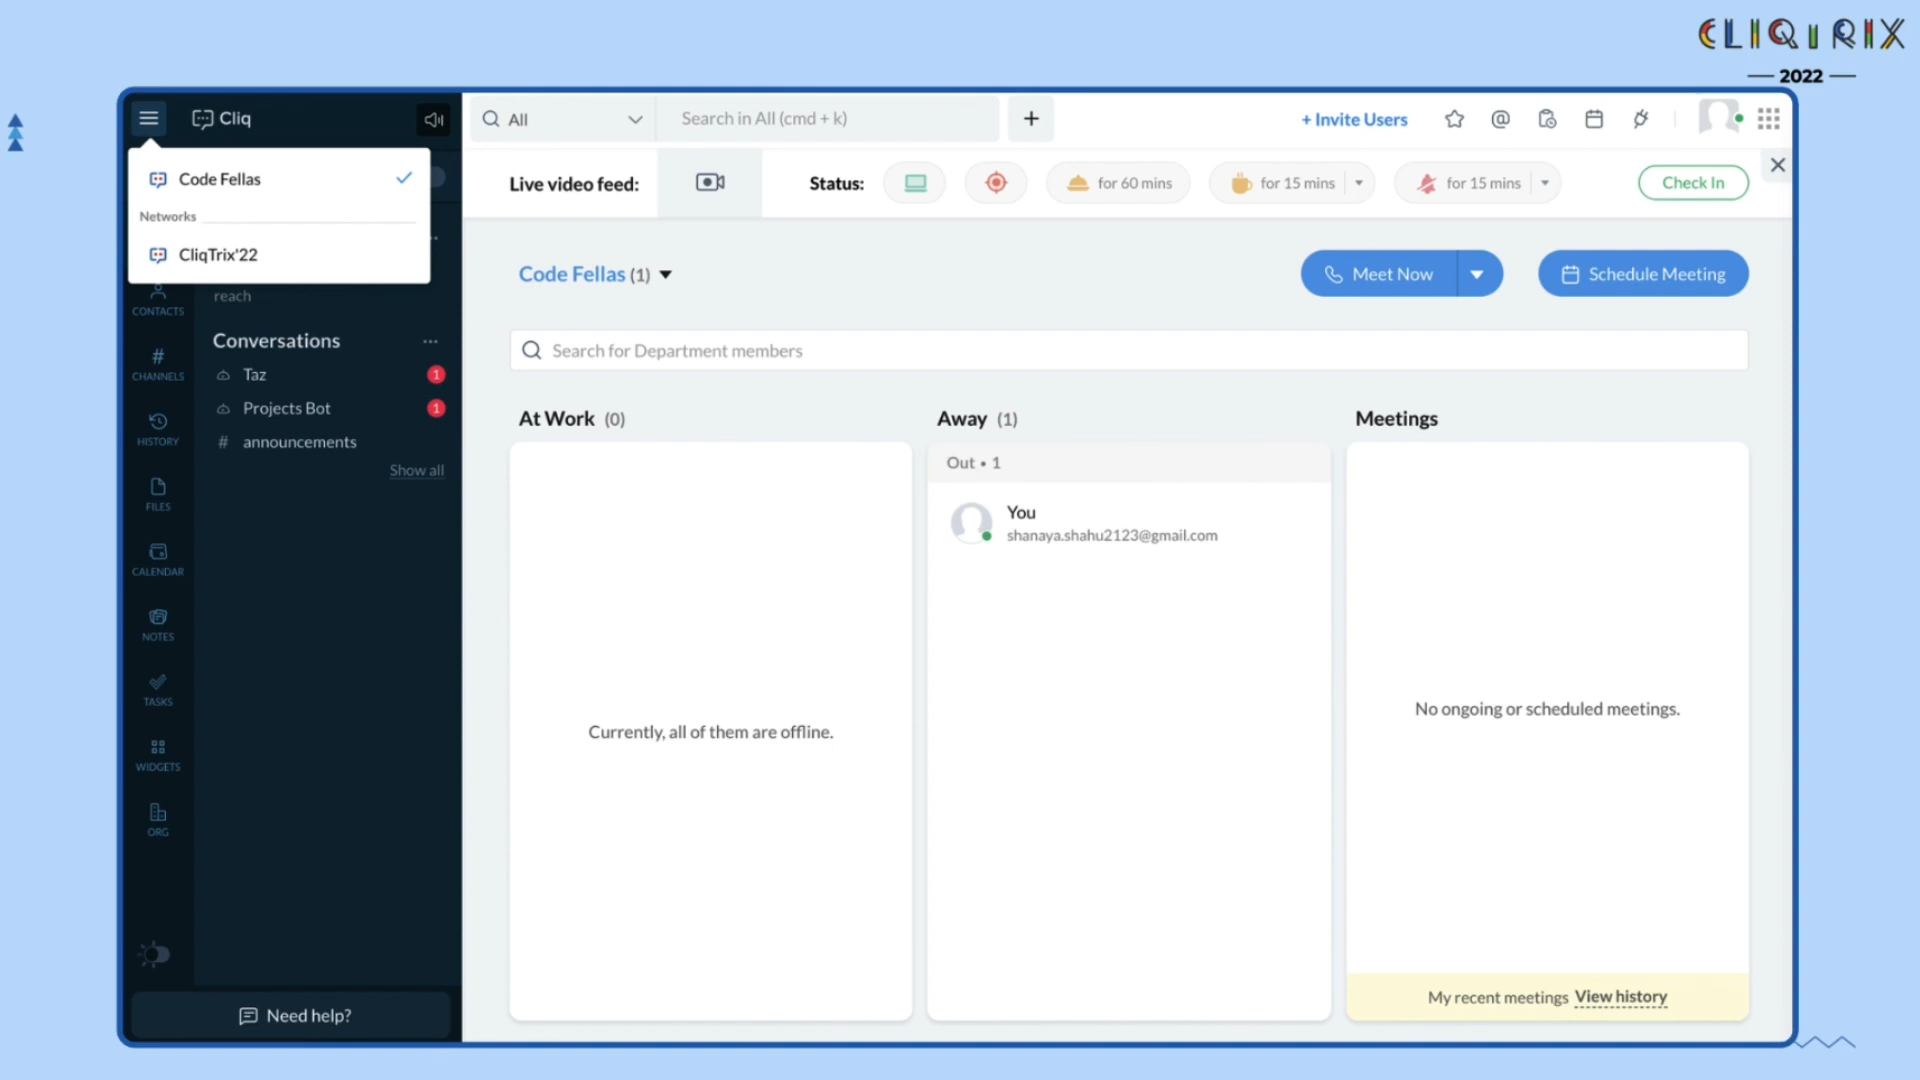 CLIQTRIX
2022
Cliq
All
Search in All (cmd + k)
+
+ Invite Users
Code Fellas
Networks
CliqTrix'22
Live video feed:
Status:
for 60 mins
for 15 mins
for 15 mins
Check In
reach
CONTACTS
CHANNELS
HISTORY
FILES
CALENDAR
NOTES
TASKS
WIDGETS
ORG
Conversations
Taz 1
Projects Bot 1
# announcements
Show all
Need help?
Code Fellas (1)
Meet Now
Schedule Meeting
Search for Department members
At Work (0)
Currently, all of them are offline.
Away (1)
Out • 1
You
shanaya.shahu2123@gmail.com
Meetings
No ongoing or scheduled meetings.
My recent meetings View history